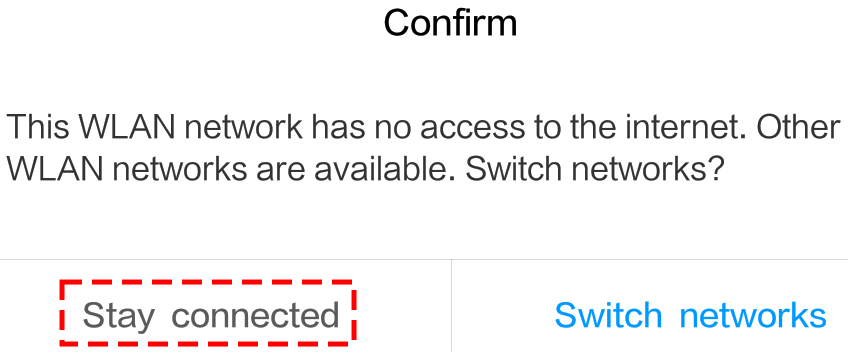 Confirm
This WLAN network has no access to the internet. Other
WLAN networks are available. Switch networks?
Stay connected
Switch networks